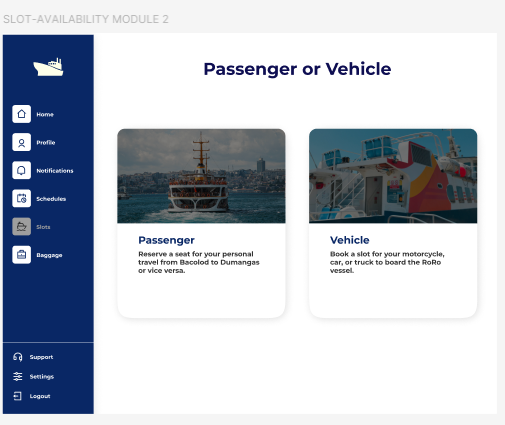 SLOT-AVAILABILITY MODULE 2
Passenger or Vehicle
Home
Profile
Notifications
Schedules
Slots
Baggage
Support
Settings
Logout
Passenger
Reserve a seat for your personal
travel from Bacolod to Dumangas
or vice versa.
Vehicle
Book a slot for your motorcycle,
car, or truck to board the RoRo
vessel.